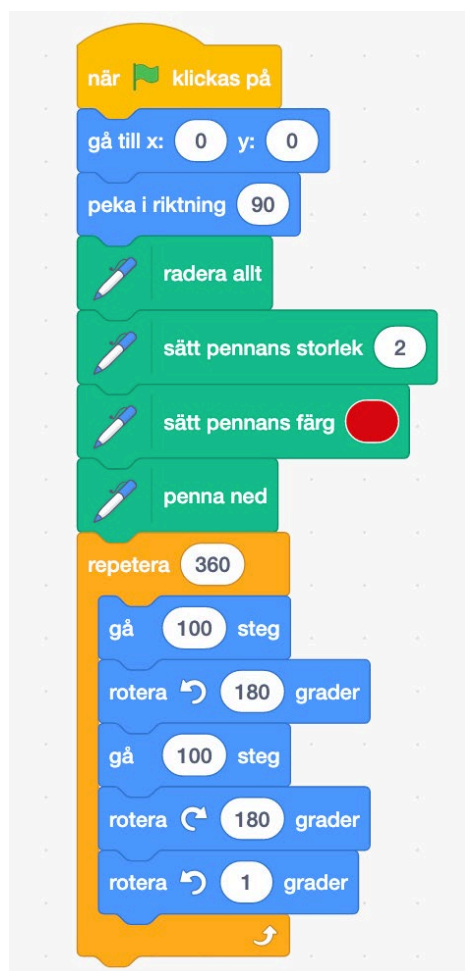 när klickas på
gå till x: 0 y: 0
peka i riktning 90
radera allt
sätt pennans storlek 2
sätt pennans färg
penna ned
repetera 360
gå 100 steg
rotera 180 grader
gå 100 steg
rotera 180 grader
rotera 1 grader